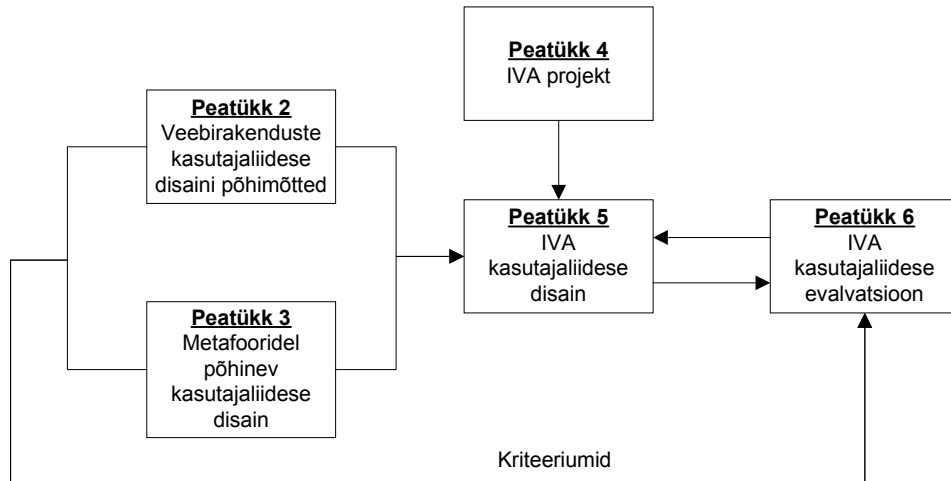 Peatükk 4
IVA projekt
Peatükk 2
Veebirakenduste
kasutajaliidese
disaini põhimõtted
Peatükk 5
IVA
kasutajaliidese
disain
Peatükk 6
IVA
kasutajaliidese
evalvatsioon
Peatükk 3
Metafooridel
põhinev
kasutajaliidese
disain
Kriteeriumid